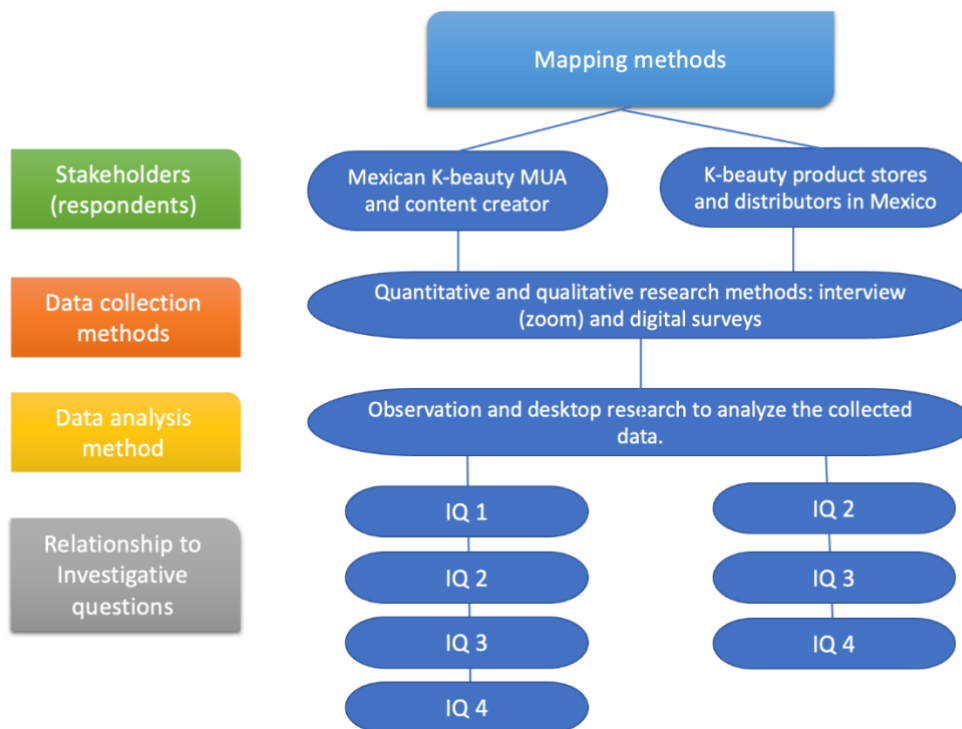 Mapping methods
Stakeholders
(respondents)
Mexican K-beauty MUA
and content creator
K-beauty product stores
and distributors in Mexico
Data collection
methods
Quantitative and qualitative research methods: interview
(zoom) and digital surveys
Data analysis
method
Observation and desktop research to analyze the collected
data.
Relationship to
Investigative
questions
IQ 1
IQ 2
IQ 3
IQ 4
IQ 2
IQ 3
IQ 4